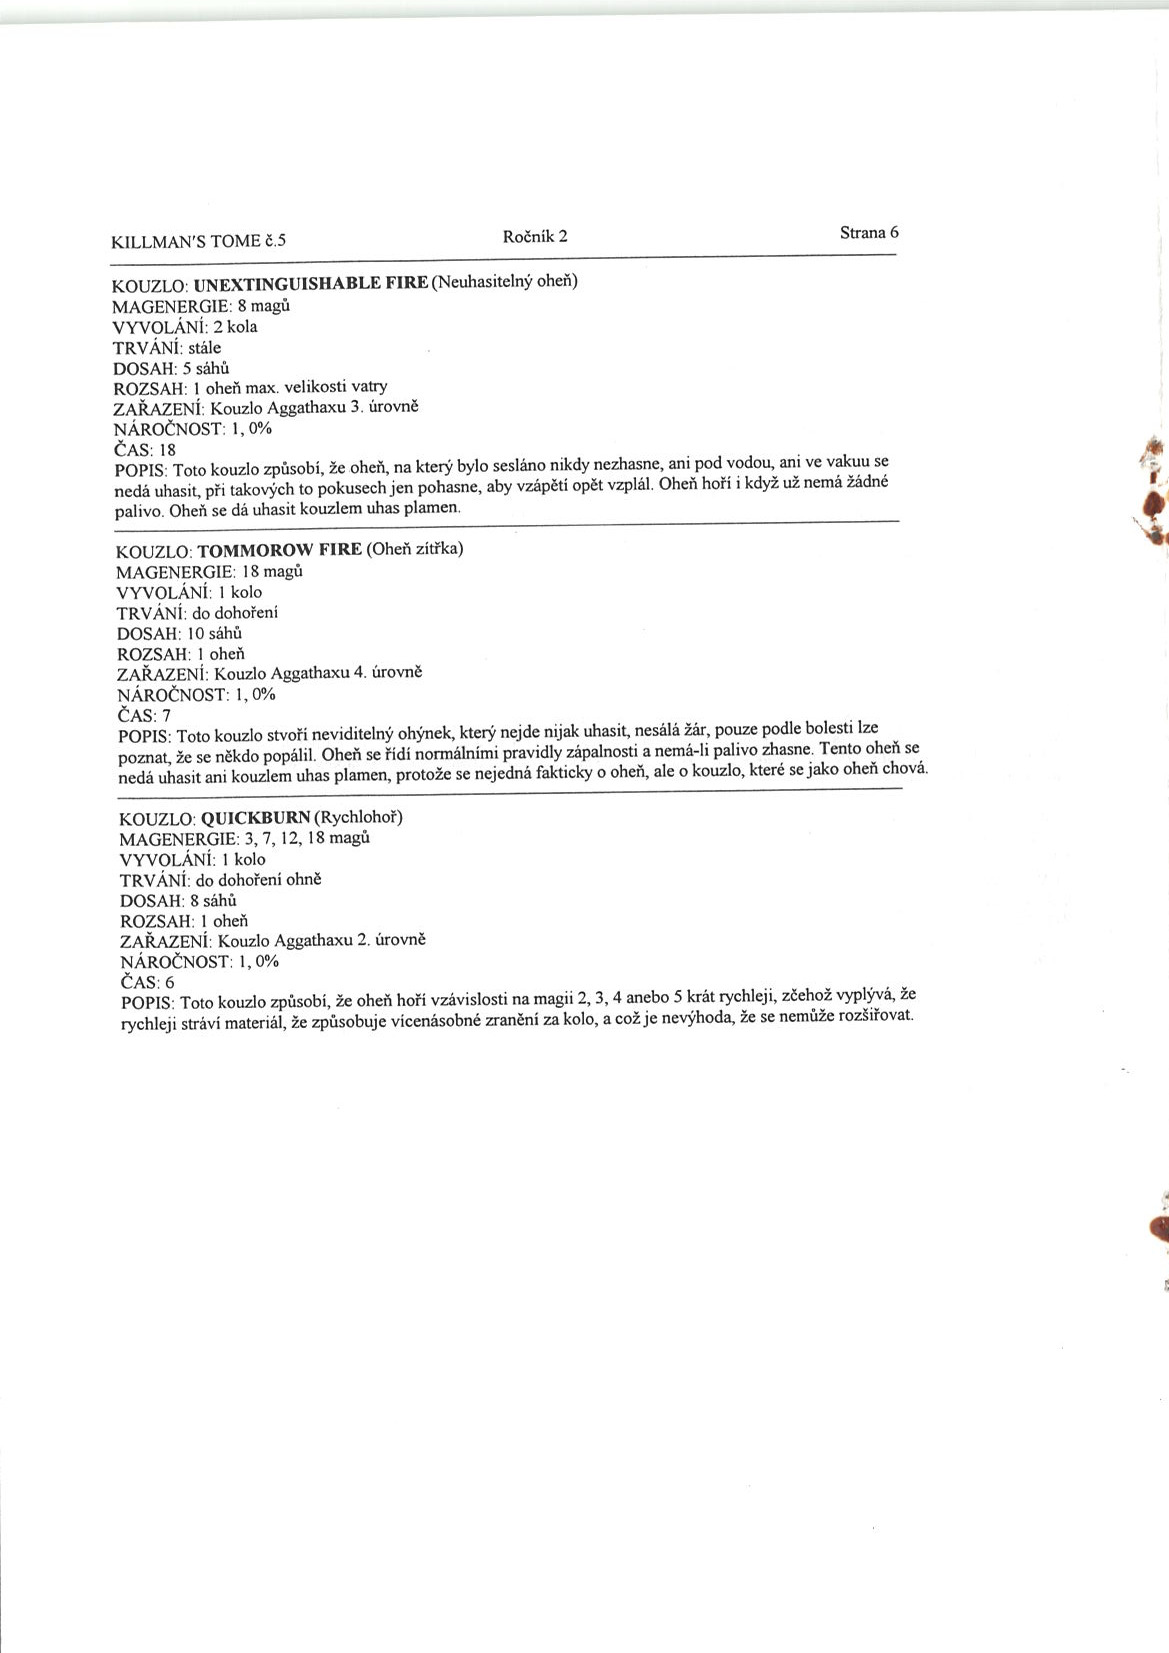 KILLMAN'S TOME č.5 Ročník 2 Strana 6
KOUZLO: UNEXTINGUISHABLE FIRE (Neuhasitelný oheň)
MAGENERGIE: 8 magů
VYVOLÁNÍ: 2 kola
TRVÁNÍ: stále
DOSAH: 5 sáhů
ROZSAH: 1 oheň max. velikosti vatry
ZAŘAZENÍ: Kouzlo Aggathaxu 3. úrovně
NÁROČNOST: 1, 0%
ČAS: 18
POPIS: Toto kouzlo způsobí, že oheň, na který bylo sesláno nikdy nezhasne, ani pod vodou, ani ve vakuu se
nedá uhasit, při takových to pokusech jen pohasne, aby vzápětí opět vzplál. Oheň hoří i když už nemá žádné
palivo. Oheň se dá uhasit kouzlem uhas plamen.
KOUZLO: TOMMOROW FIRE (Oheň zítřka)
MAGENERGIE: 18 magů
VYVOLÁNÍ: 1 kolo
TRVÁNÍ: do dohoření
DOSAH: 10 sáhů
ROZSAH: 1 oheň
ZAŘAZENÍ: Kouzlo Aggathaxu 4. úrovně
NÁROČNOST: 1, 0%
ČAS: 7
POPIS: Toto kouzlo stvoří neviditelný ohýnek, který nejde nijak uhasit, nesálá žár, pouze podle bolesti lze
poznat, že se někdo popálil. Oheň se řídí normálními pravidly zápalnosti a nemá-li palivo zhasne. Tento oheň se
nedá uhasit ani kouzlem uhas plamen, protože se nejedná fakticky o oheň, ale o kouzlo, které se jako oheň chová.
KOUZLO: QUICKBURN (Rychlohoř)
MAGENERGIE: 3, 7, 12, 18 magů
VYVOLÁNÍ: 1 kolo
TRVÁNÍ: do dohoření ohně
DOSAH: 8 sáhů
ROZSAH: 1 oheň
ZAŘAZENÍ: Kouzlo Aggathaxu 2. úrovně
NÁROČNOST: 1, 0%
ČAS: 6
POPIS: Toto kouzlo způsobí, že oheň hoří vzávislosti na magii 2, 3, 4 anebo 5 krát rychleji, zčehož vyplývá, že
rychleji stráví materiál, že způsobuje vícenásobné zranění za kolo, a což je nevýhoda, že se nemůže rozšiřovat.